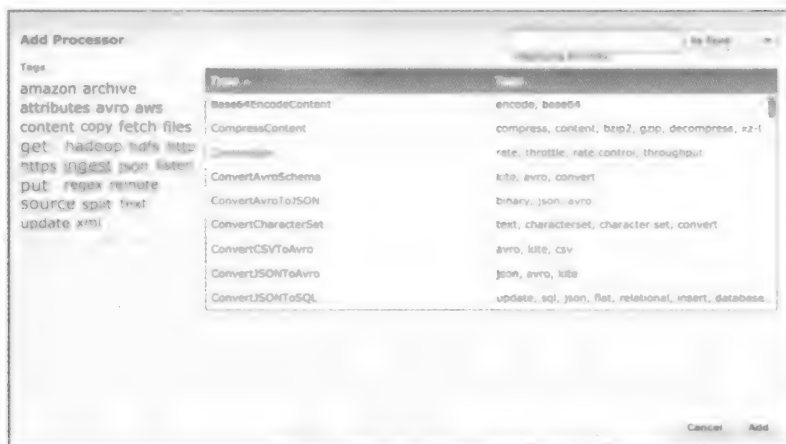 Add Processor
by Name
Tags
amazon archive
attributes avro aws
content copy fetch files
get hadoop hdfs http
https ingest json listen
put regex remote
source split text
update xml
Type Tags
Base64EncodeContent encode, base64
CompressContent compress, content, bzip2, gzip, decompress, xz-l
rate, throttle, rate control, throughput
ConvertAvroSchema kite, avro, convert
ConvertAvroToJSON binary, json, avro
ConvertCharacterSet text, characterset, character set, convert
ConvertCSVToAvro avro, kite, csv
ConvertJSONToAvro json, avro, kite
ConvertJSONToSQL update, sql, json, flat, relational, insert, database
Cancel Add